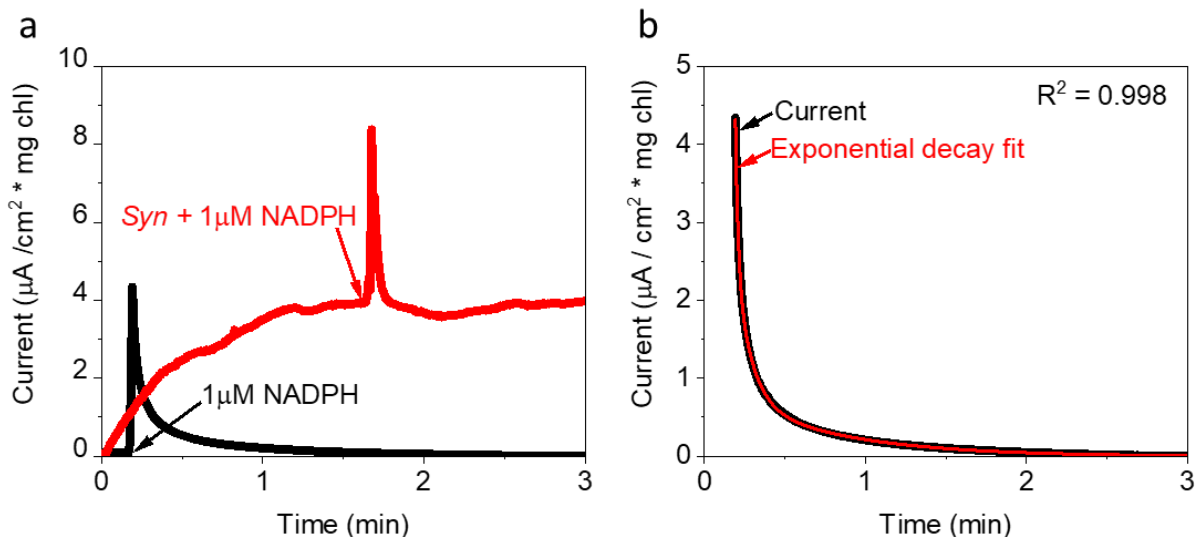 a
10
8
6
4
2
0
Current (µA /cm² * mg chl)
Syn + 1µM NADPH
1µM NADPH
0
1
2
3
Time (min)
b
5
4
3
2
1
0
Current (µA / cm² * mg chl)
R² = 0.998
Current
Exponential decay fit
0
1
2
3
Time (min)